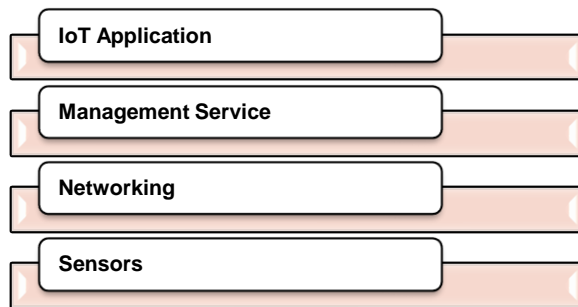 IoT Application
Management Service
Networking
Sensors